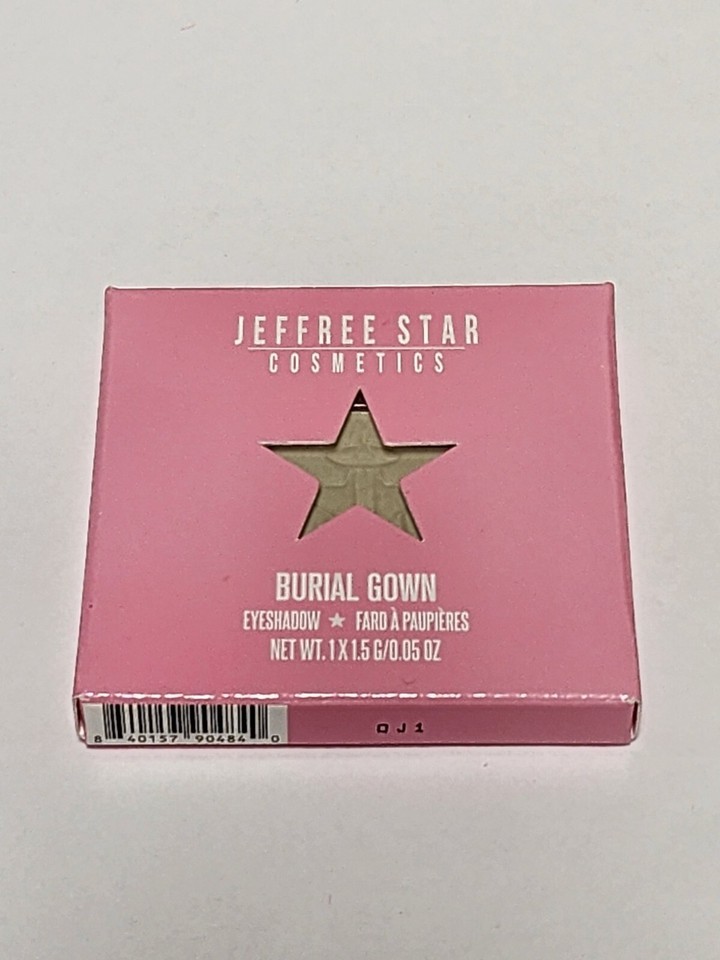 JEFFREE STAR
COSMETICS
BURIAL GOWN
EYESHADOW ★ FARD À PAUPIÈRES
NET WT. 1 X 1.5 G/0.05 OZ
8 40157 90484 0
QJ1